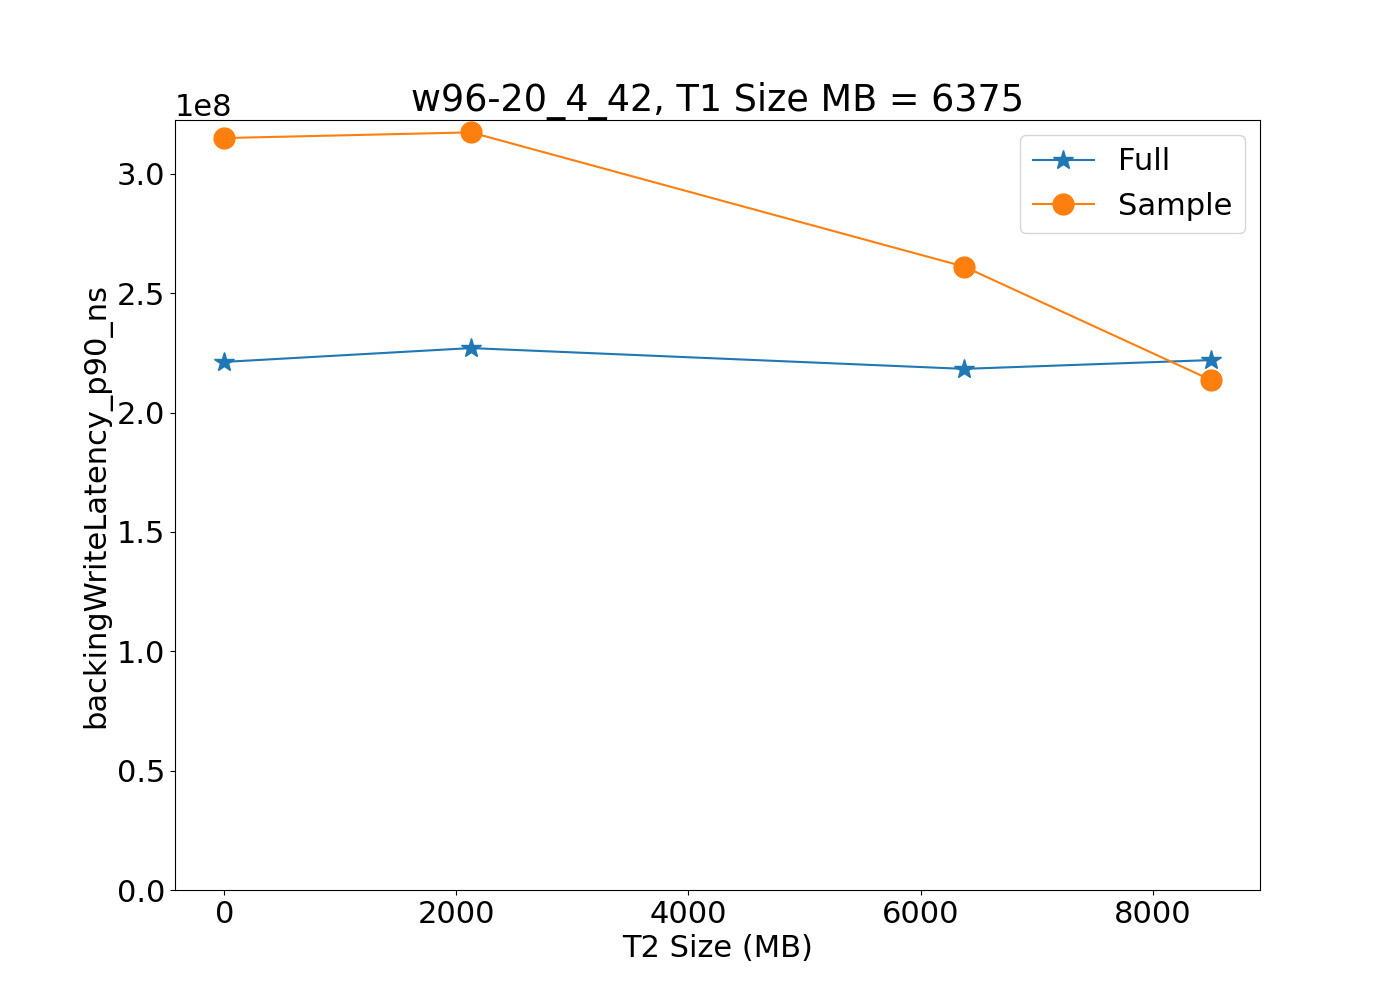 w96-20_4_42, T1 Size MB = 6375
1e8
Full
Sample
3.0
2.5
2.0
1.5
1.0
0.5
0.0
backingWriteLatency_p90_ns
0 2000 4000 6000 8000
T2 Size (MB)